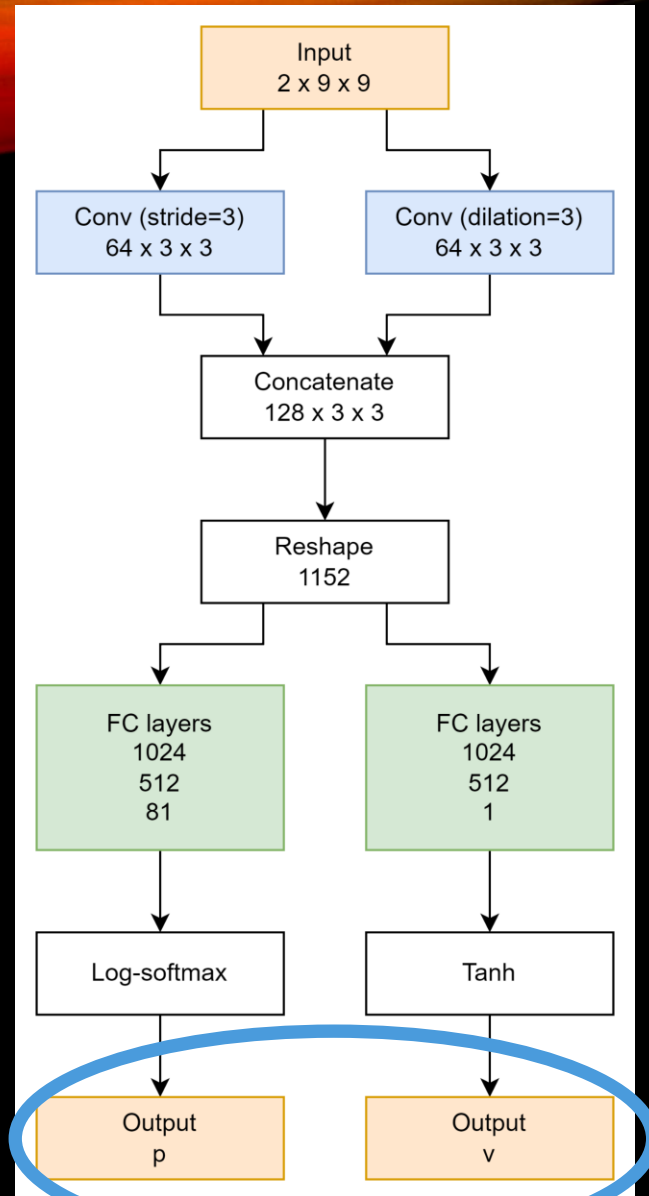 Input
2 x 9 x 9
Conv (stride=3)
64 x 3 x 3
Conv (dilation=3)
64 x 3 x 3
Concatenate
128 x 3 x 3
Reshape
1152
FC layers
1024
512
81
FC layers
1024
512
1
Log-softmax
Tanh
Output
p
Output
v